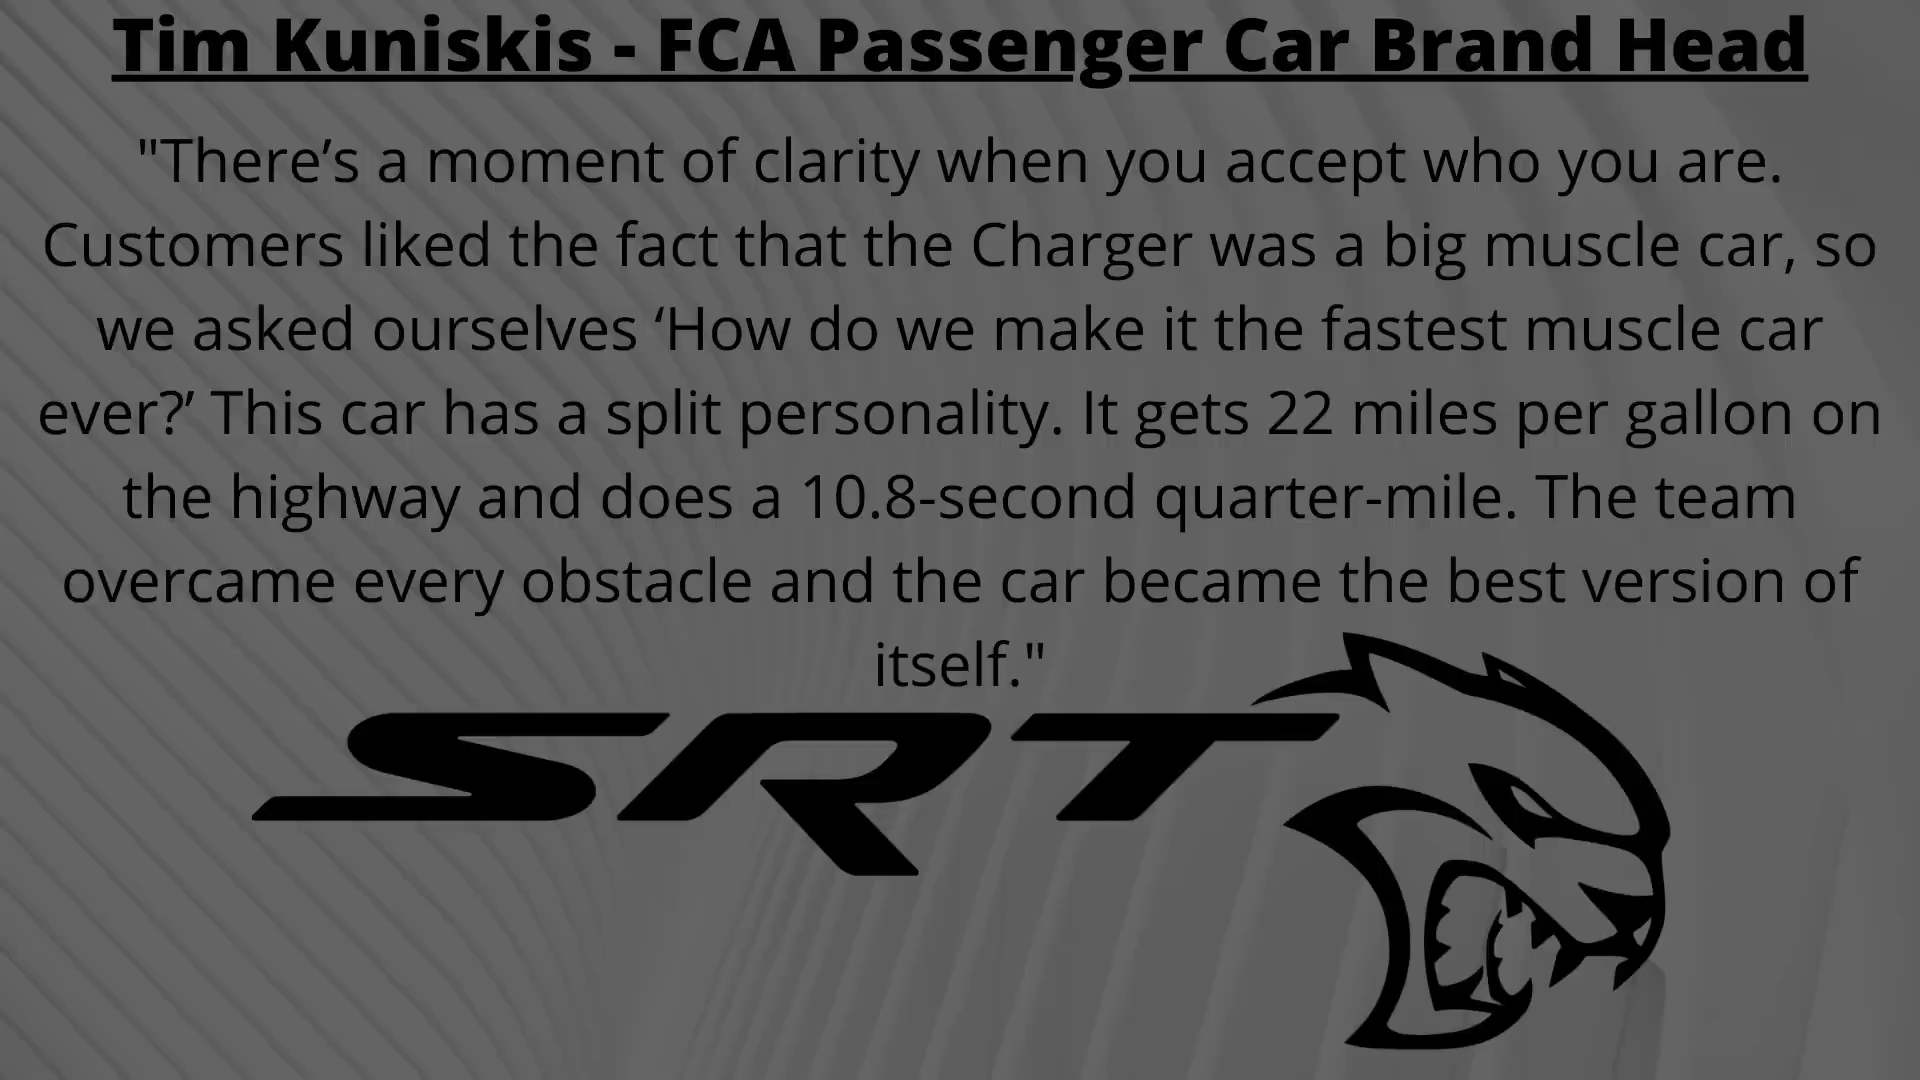 Tim Kuniskis - FCA Passenger Car Brand Head
"There’s a moment of clarity when you accept who you are.
Customers liked the fact that the Charger was a big muscle car, so
we asked ourselves ‘How do we make it the fastest muscle car
ever?’ This car has a split personality. It gets 22 miles per gallon on
the highway and does a 10.8-second quarter-mile. The team
overcame every obstacle and the car became the best version of
itself."
SRT